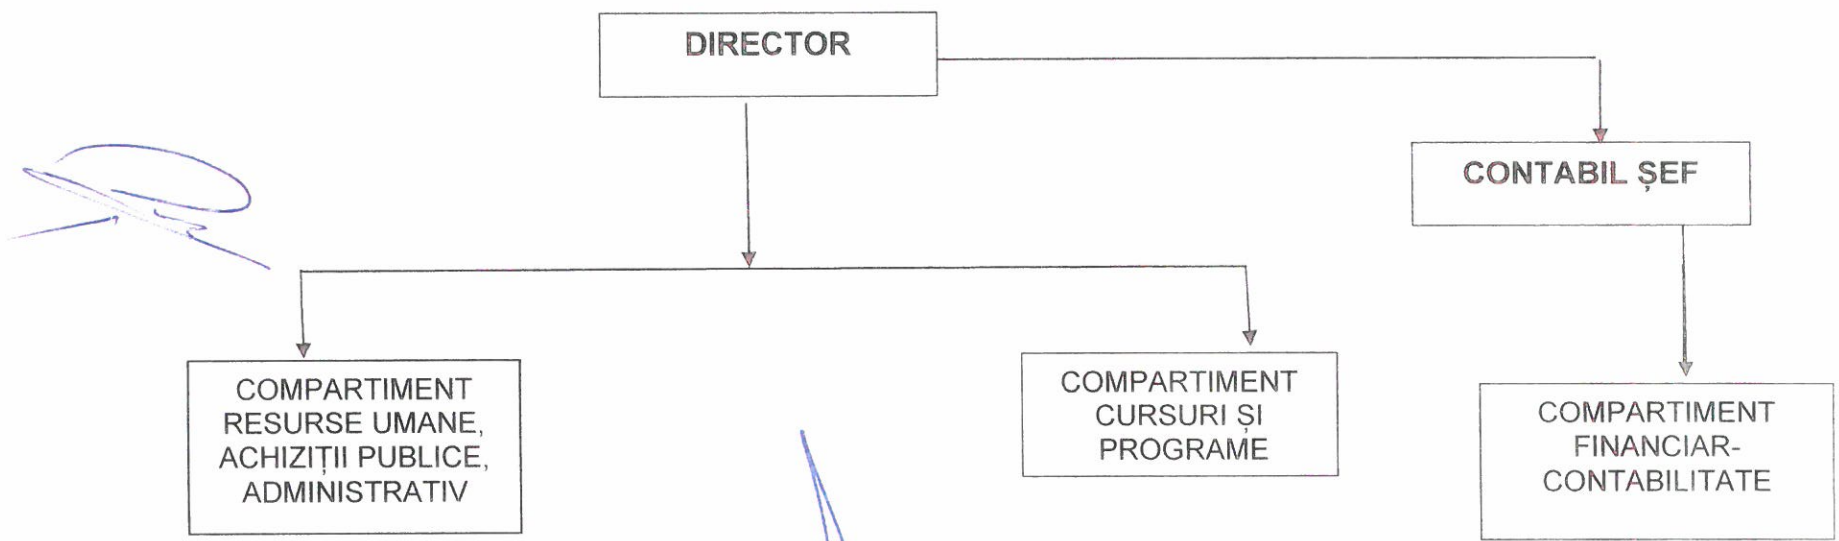 DIRECTOR
CONTABIL ȘEF
COMPARTIMENT
RESURSE UMANE,
ACHIZIȚII PUBLICE,
ADMINISTRATIV
COMPARTIMENT
CURSURI ȘI
PROGRAME
COMPARTIMENT
FINANCIAR-
CONTABILITATE